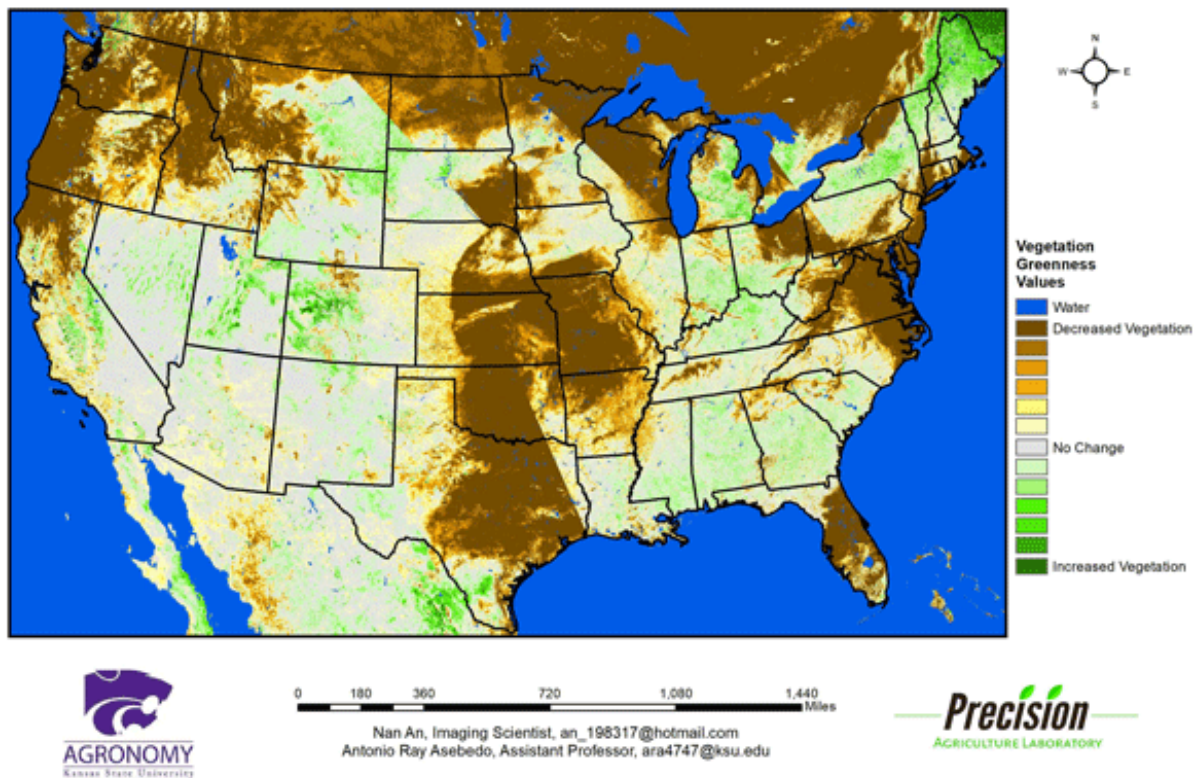 N
W
E
S
Vegetation
Greenness
Values
Water
Decreased Vegetation
No Change
Increased Vegetation
0 180 360 720 1,080 1,440
Miles
Nan An, Imaging Scientist, an_198317@hotmail.com
Antonio Ray Asebedo, Assistant Professor, ara4747@ksu.edu
AGRONOMY
Kansas State University
Precision
AGRICULTURE LABORATORY